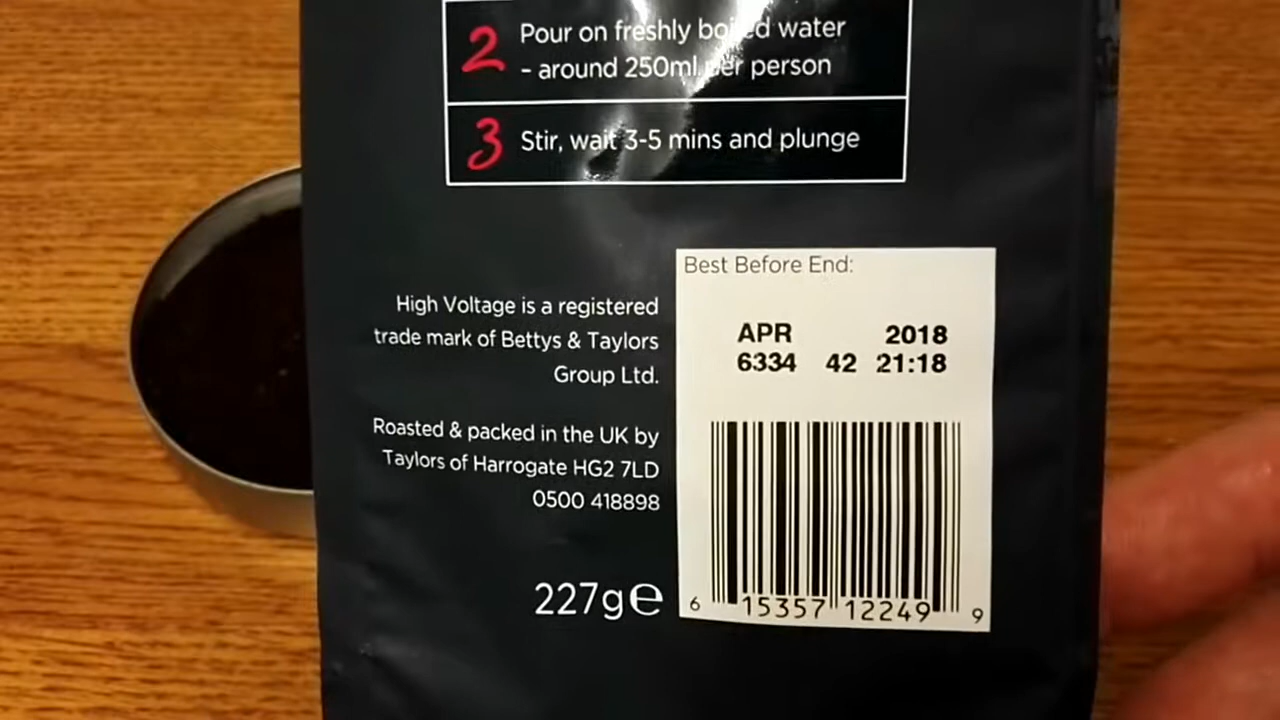 2 Pour on freshly boiled water
- around 250ml per person
3 Stir, wait 3-5 mins and plunge
High Voltage is a registered
trade mark of Bettys & Taylors
Group Ltd.
Roasted & packed in the UK by
Taylors of Harrogate HG2 7LD
0500 418898
227g℮
Best Before End:
APR 2018
6334 42 21:18
6 15357 12249 9